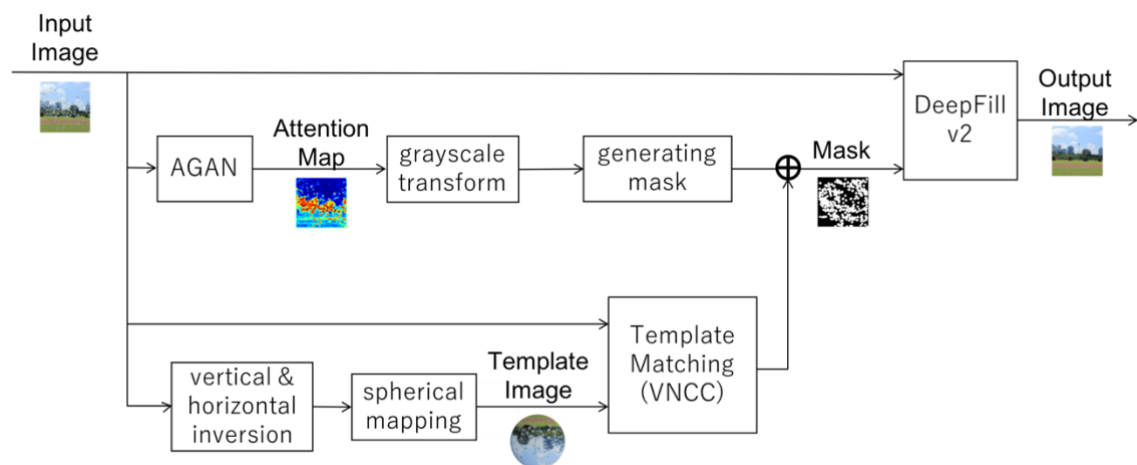 Input
Image
DeepFill
v2
Output
Image
AGAN
Attention
Map
grayscale
transform
generating
mask
Mask
vertical &
horizontal
inversion
spherical
mapping
Template
Image
Template
Matching
(VNCC)